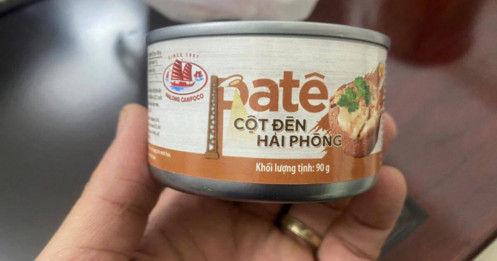 SINCE 1957
HALONG CANFOCO
patê
CỘT ĐÈN
HẢI PHÒNG
Khối lượng tịnh: 90 g